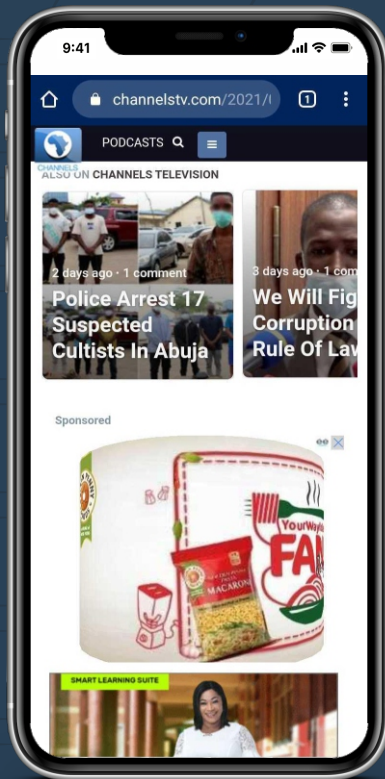 9:41
channelstv.com/2021/
1
CHANNELS
PODCASTS
ALSO ON CHANNELS TELEVISION
2 days ago · 1 comment
Police Arrest 17
Suspected
Cultists In Abuja
3 days ago · 1 com
We Will Fig
Corruption
Rule Of Law
Sponsored
YourWay
FAN
MACARONI
SMART LEARNING SUITE